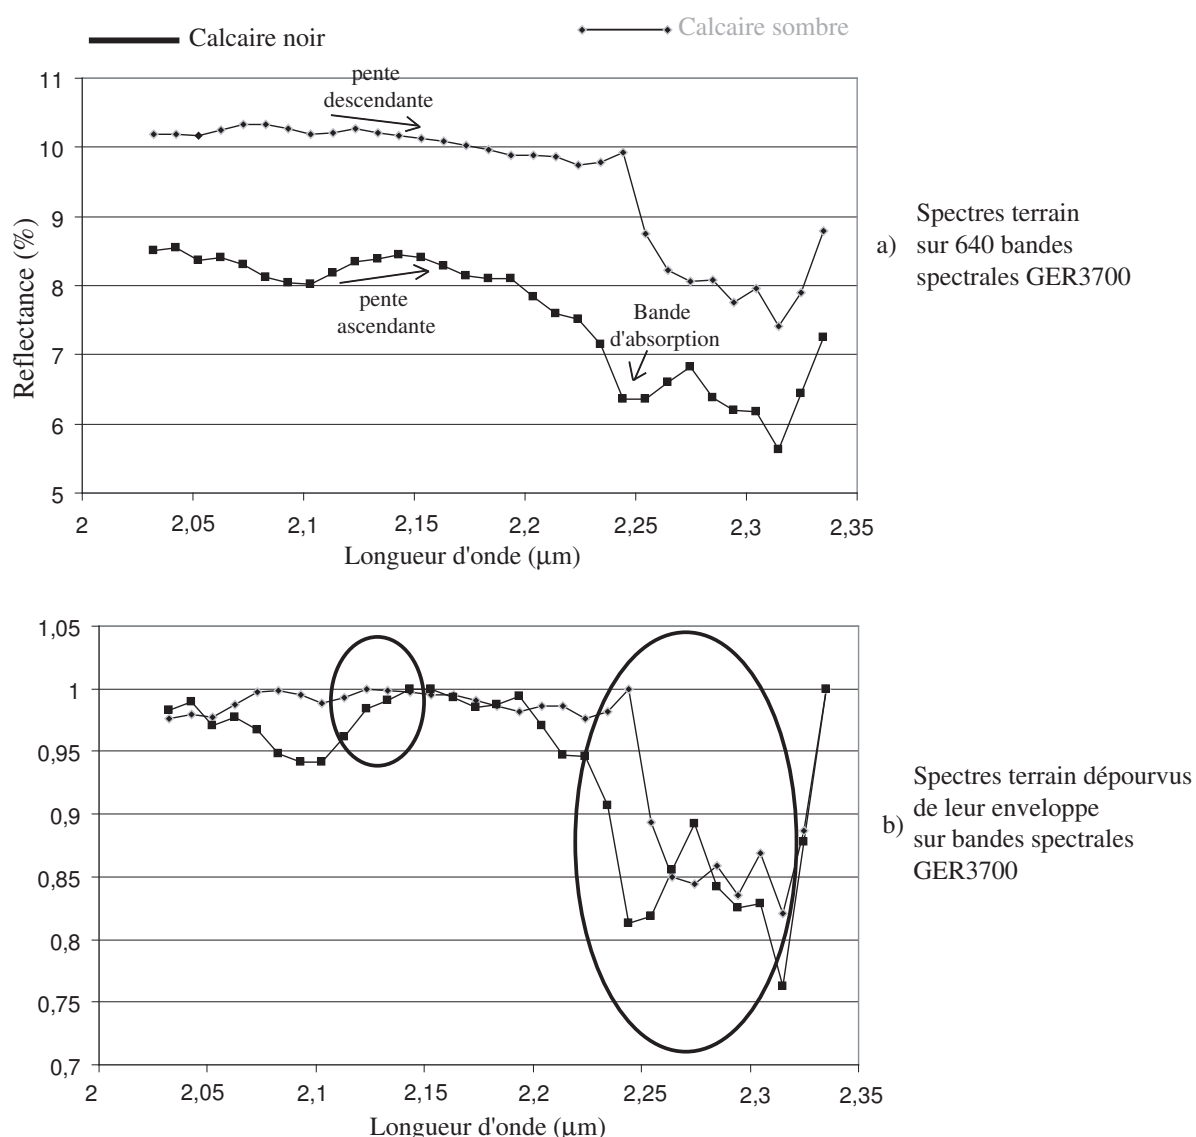 Calcaire noir
Calcaire sombre
11
10
9
8
7
6
5
Reflectance (%)
pente
descendante
pente
ascendante
Bande
d'absorption
2
2,05
2,1
2,15
2,2
2,25
2,3
2,35
Longueur d'onde (μm)
a)
Spectres terrain
sur 640 bandes
spectrales GER3700
1,05
1
0,95
0,9
0,85
0,8
0,75
0,7
2
2,05
2,1
2,15
2,2
2,25
2,3
2,35
Longueur d'onde (μm)
b)
Spectres terrain dépourvus
de leur enveloppe
sur bandes spectrales
GER3700